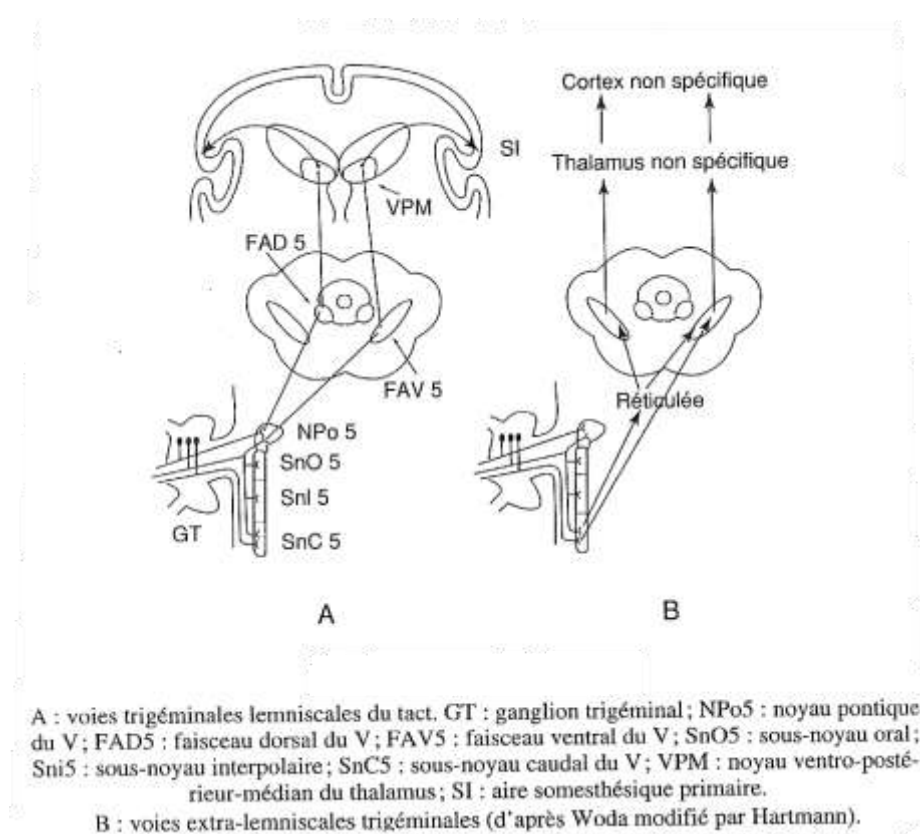 Cortex non spécifique
SI
Thalamus non spécifique
VPM
FAD 5
FAV 5
Réticulée
NPo 5
SnO 5
SnI 5
GT
SnC 5
A
B
A : voies trigéminales lemniscales du tact. GT : ganglion trigéminal ; NPo5 : noyau pontique
du V ; FAD5 : faisceau dorsal du V ; FAV5 : faisceau ventral du V ; SnO5 : sous-noyau oral ;
Sni5 : sous-noyau interpolaire ; SnC5 : sous-noyau caudal du V ; VPM : noyau ventro-posté-
rieur-médian du thalamus ; SI : aire somesthésique primaire.
B : voies extra-lemniscales trigéminales (d'après Woda modifié par Hartmann).